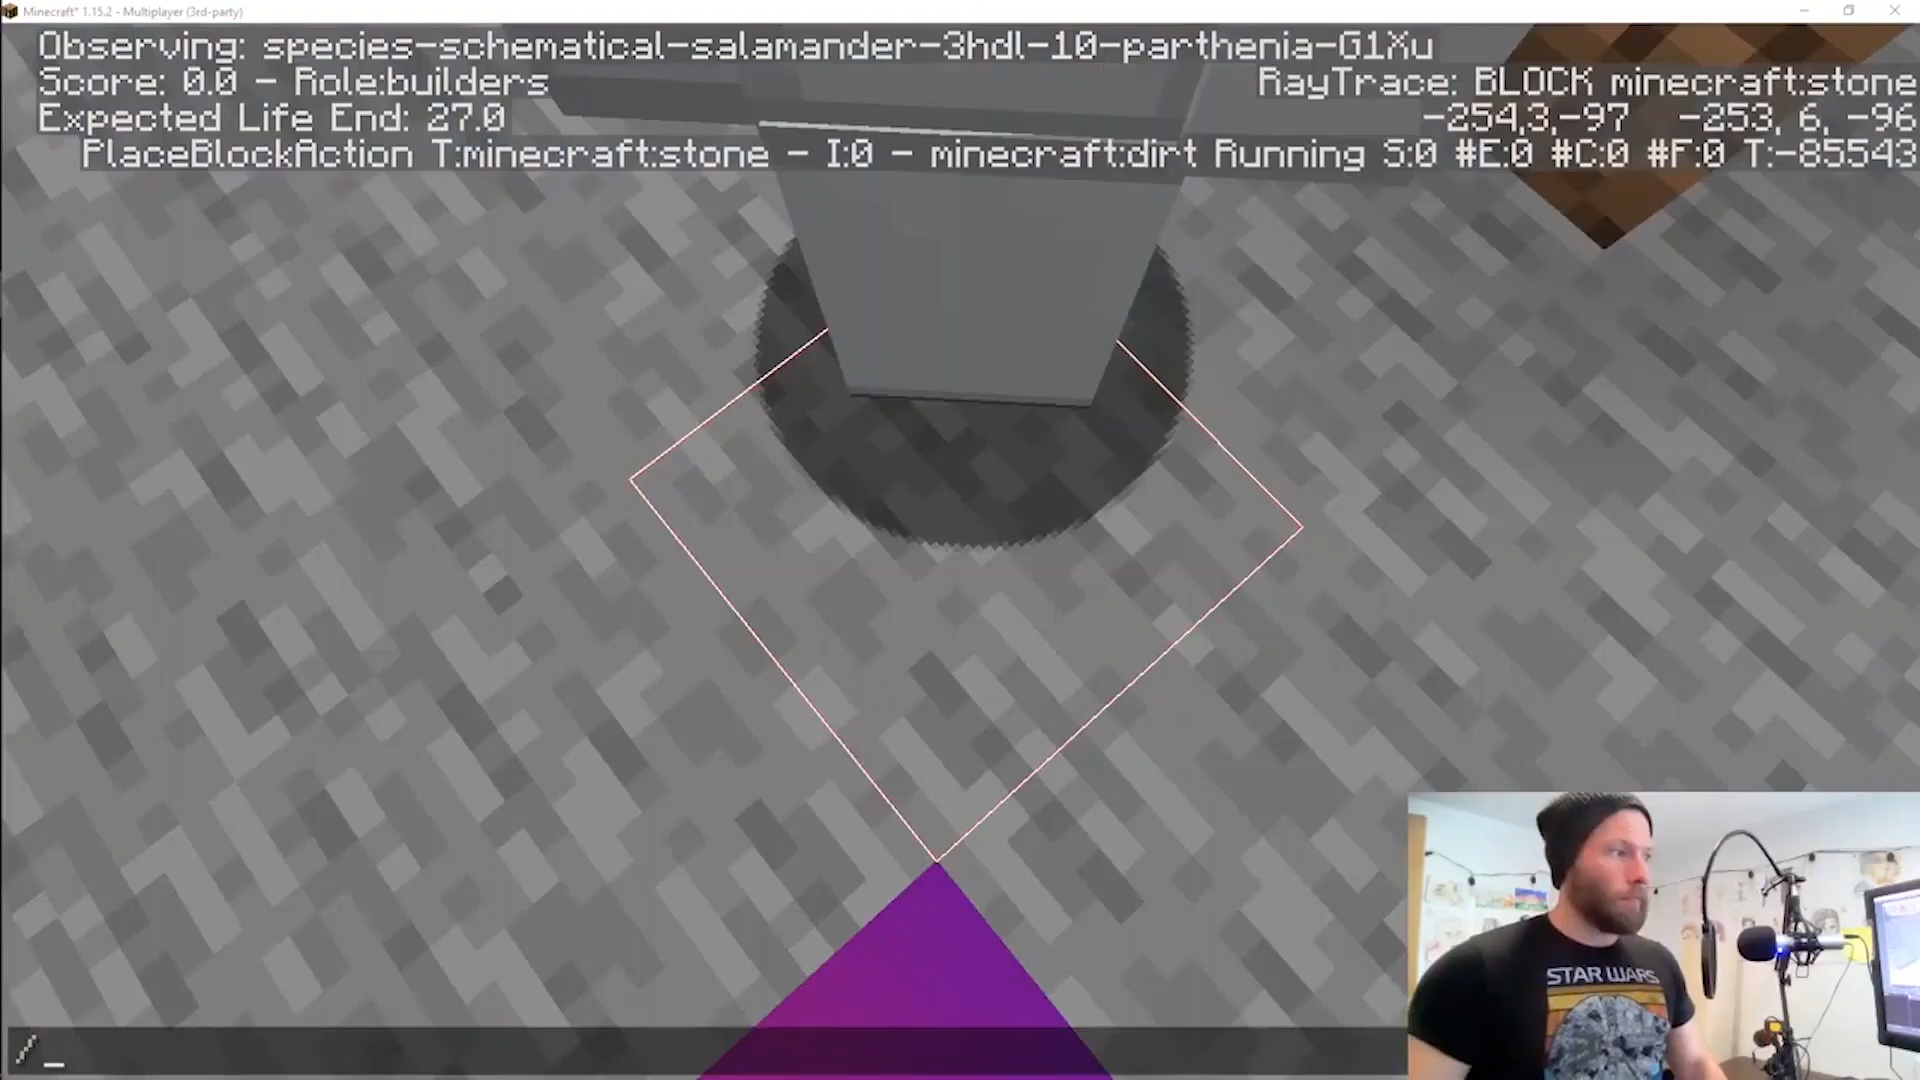 Minecraft* 1.15.2 - Multiplayer (3rd-party)
Observing: species-schematical-salamander-3hdl-10-parthenia-G1Xu
Score: 0.0 - Role:builders
RayTrace: BLOCK minecraft:stone
Expected Life End: 27.0
-254,3,-97 -253, 6, -96
PlaceBlockAction T:minecraft:stone - I:0 - minecraft:dirt Running S:0 #E:0 #C:0 #F:0 T:-85543
/_
STAR WARS